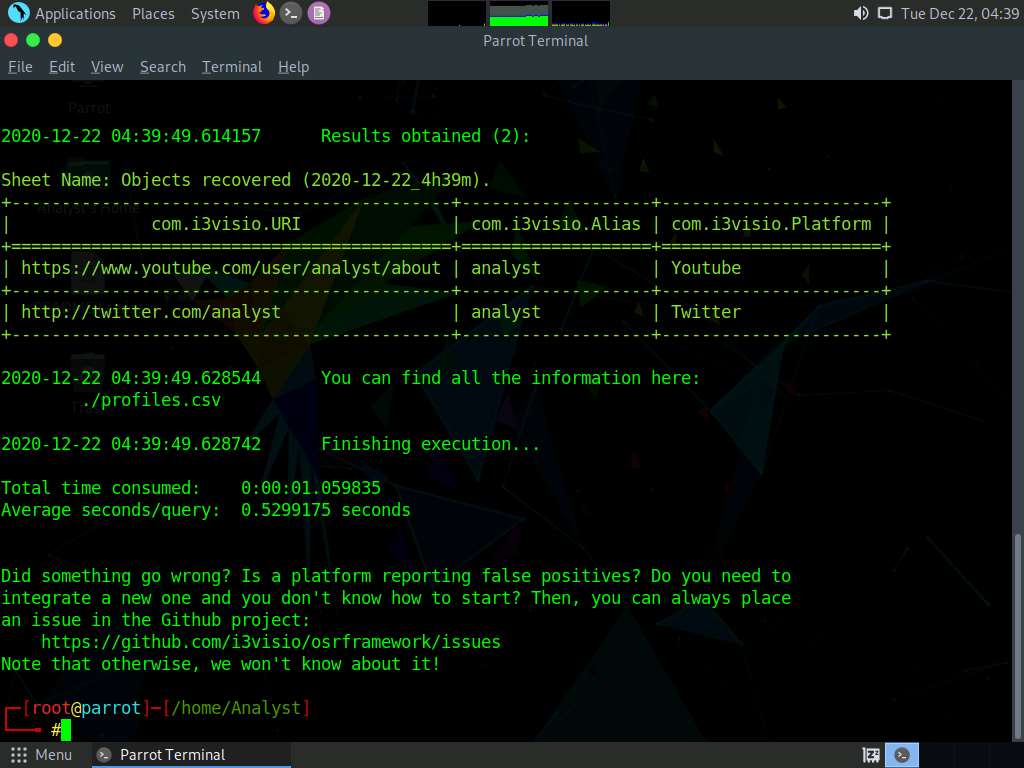 Applications Places System Tue Dec 22, 04:39
Parrot Terminal
File Edit View Search Terminal Help
Parrot
2020-12-22 04:39:49.614157      Results obtained (2):
Sheet Name: Objects recovered (2020-12-22_4h39m).
+--------------------------------------------+-------------------+----------------------+
|              com.i3visio.URI               | com.i3visio.Alias | com.i3visio.Platform |
+============================================+===================+======================+
| https://www.youtube.com/user/analyst/about | analyst           | Youtube              |
+--------------------------------------------+-------------------+----------------------+
| http://twitter.com/analyst                 | analyst           | Twitter              |
+--------------------------------------------+-------------------+----------------------+
2020-12-22 04:39:49.628544      You can find all the information here:
        ./profiles.csv
2020-12-22 04:39:49.628742      Finishing execution...
Total time consumed:    0:00:01.059835
Average seconds/query:  0.5299175 seconds
Did something go wrong? Is a platform reporting false positives? Do you need to
integrate a new one and you don't know how to start? Then, you can always place
an issue in the Github project:
    https://github.com/i3visio/osrframework/issues
Note that otherwise, we won't know about it!
┌─[root@parrot]─[/home/Analyst]
└──╼ #
Menu Parrot Terminal